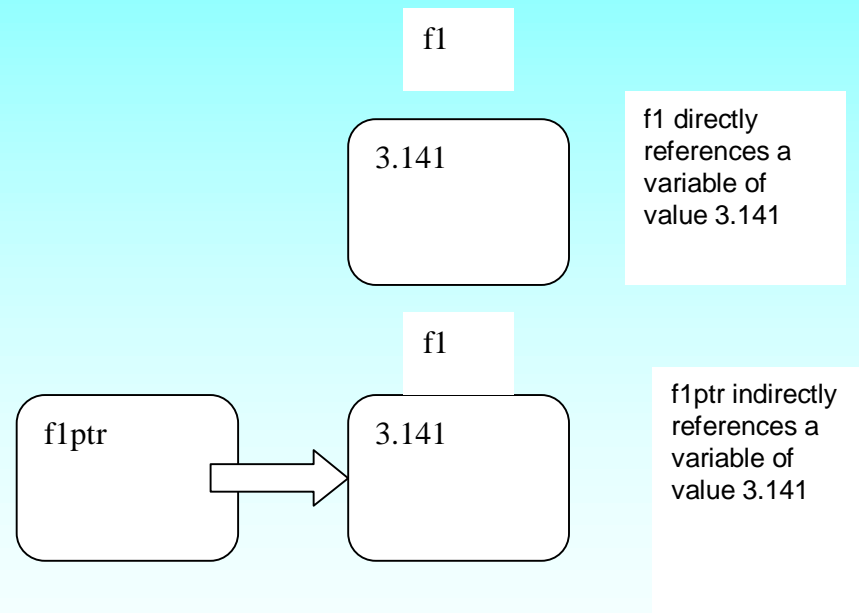 f1
3.141
f1 directly
references a
variable of
value 3.141
f1
f1ptr
3.141
f1ptr indirectly
references a
variable of
value 3.141